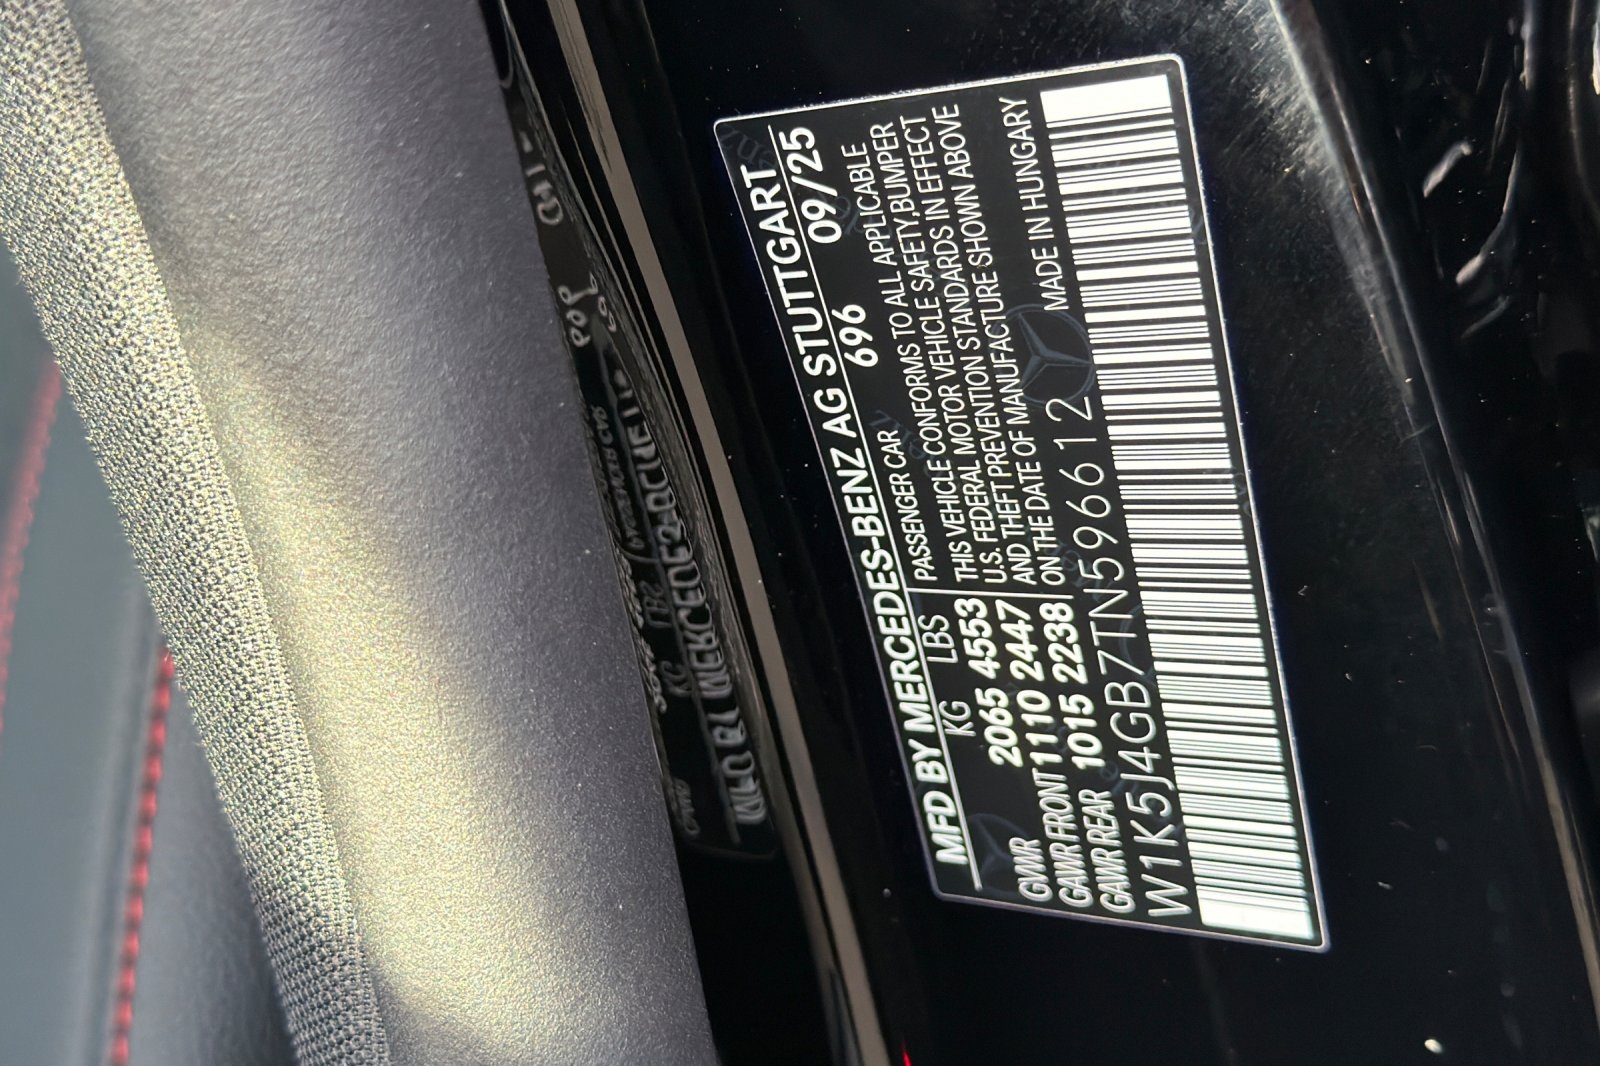 MFD BY MERCEDES-BENZ AG STUTTGART
KG LBS 696 09/25
GVWR 2065 4553
GAWR FRONT 1110 2447
GAWR REAR 1015 2238
PASSENGER CAR
THIS VEHICLE CONFORMS TO ALL APPLICABLE
U.S. FEDERAL MOTOR VEHICLE SAFETY,BUMPER
AND THEFT PREVENTION STANDARDS IN EFFECT
ON THE DATE OF MANUFACTURE SHOWN ABOVE
W1K5J4GB7TN596612 MADE IN HUNGARY